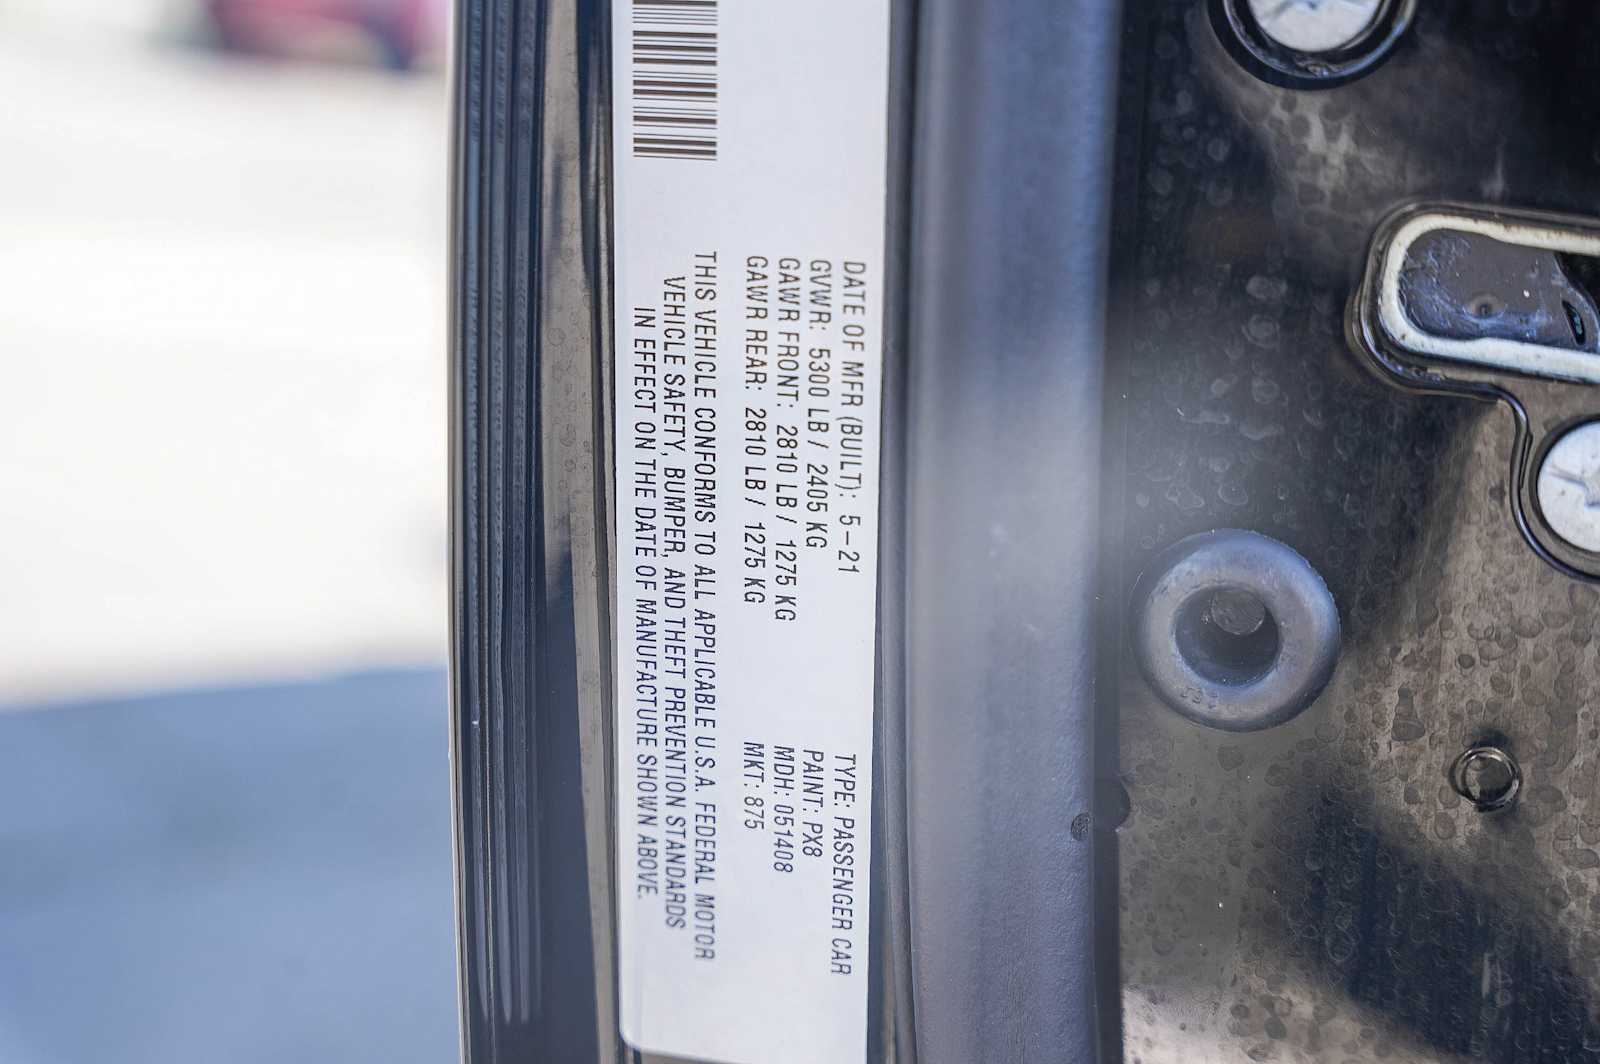 DATE OF MFR (BUILT): 5-21
GVWR: 5300 LB / 2405 KG
GAWR FRONT: 2810 LB / 1275 KG
GAWR REAR: 2810 LB / 1275 KG
TYPE: PASSENGER CAR
PAINT: PX8
MDH: 051408
MKT: 875
THIS VEHICLE CONFORMS TO ALL APPLICABLE U.S.A. FEDERAL MOTOR
VEHICLE SAFETY, BUMPER, AND THEFT PREVENTION STANDARDS
IN EFFECT ON THE DATE OF MANUFACTURE SHOWN ABOVE.